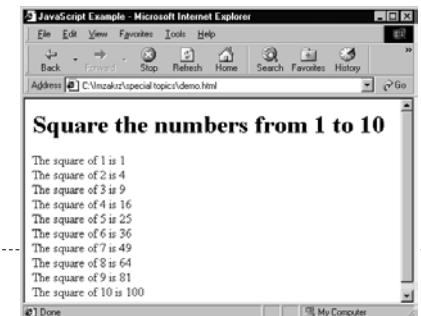 JavaScript Example - Microsoft Internet Explorer
File Edit View Favorites Tools Help
Back Forward Stop Refresh Home Search Favorites History »
Address C:\lmzakrz\special topics\demo.html Go
Square the numbers from 1 to 10
The square of 1 is 1
The square of 2 is 4
The square of 3 is 9
The square of 4 is 16
The square of 5 is 25
The square of 6 is 36
The square of 7 is 49
The square of 8 is 64
The square of 9 is 81
The square of 10 is 100
Done My Computer